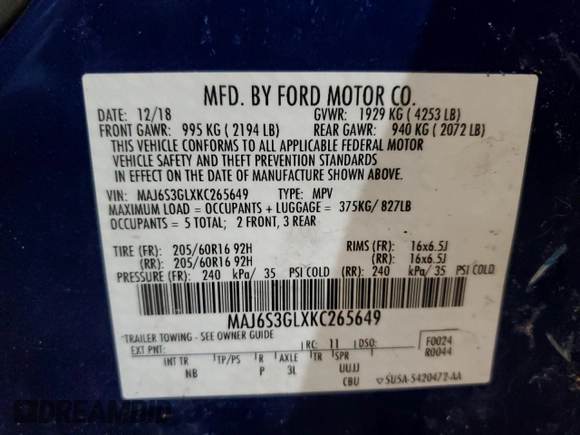 MFD. BY FORD MOTOR CO.
DATE: 12/18 GVWR: 1929 KG ( 4253 LB)
FRONT GAWR: 995 KG ( 2194 LB) REAR GAWR: 940 KG ( 2072 LB)
THIS VEHICLE CONFORMS TO ALL APPLICABLE FEDERAL MOTOR
VEHICLE SAFETY AND THEFT PREVENTION STANDARDS
IN EFFECT ON THE DATE OF MANUFACTURE SHOWN ABOVE.
VIN: MAJ6S3GLXKC265649 TYPE: MPV
MAXIMUM LOAD = OCCUPANTS + LUGGAGE = 375KG/ 827LB
OCCUPANTS = 5 TOTAL; 2 FRONT, 3 REAR
TIRE (FR): 205/60R16 92H RIMS (FR): 16x6.5J
(RR): 205/60R16 92H (RR): 16x6.5J
PRESSURE (FR): 240 kPa/ 35 PSI COLD (RR): 240 kPa/ 35 PSI COLD
MAJ6S3GLXKC265649
*TRAILER TOWING - SEE OWNER GUIDE
EXT PNT: RC: 11 DSO: F0024
R0044
INT TR TP/PS R AXLE TR SPR
NB P 3L UUJJ
CBU SU5A-5420472-AA
DREAMBID